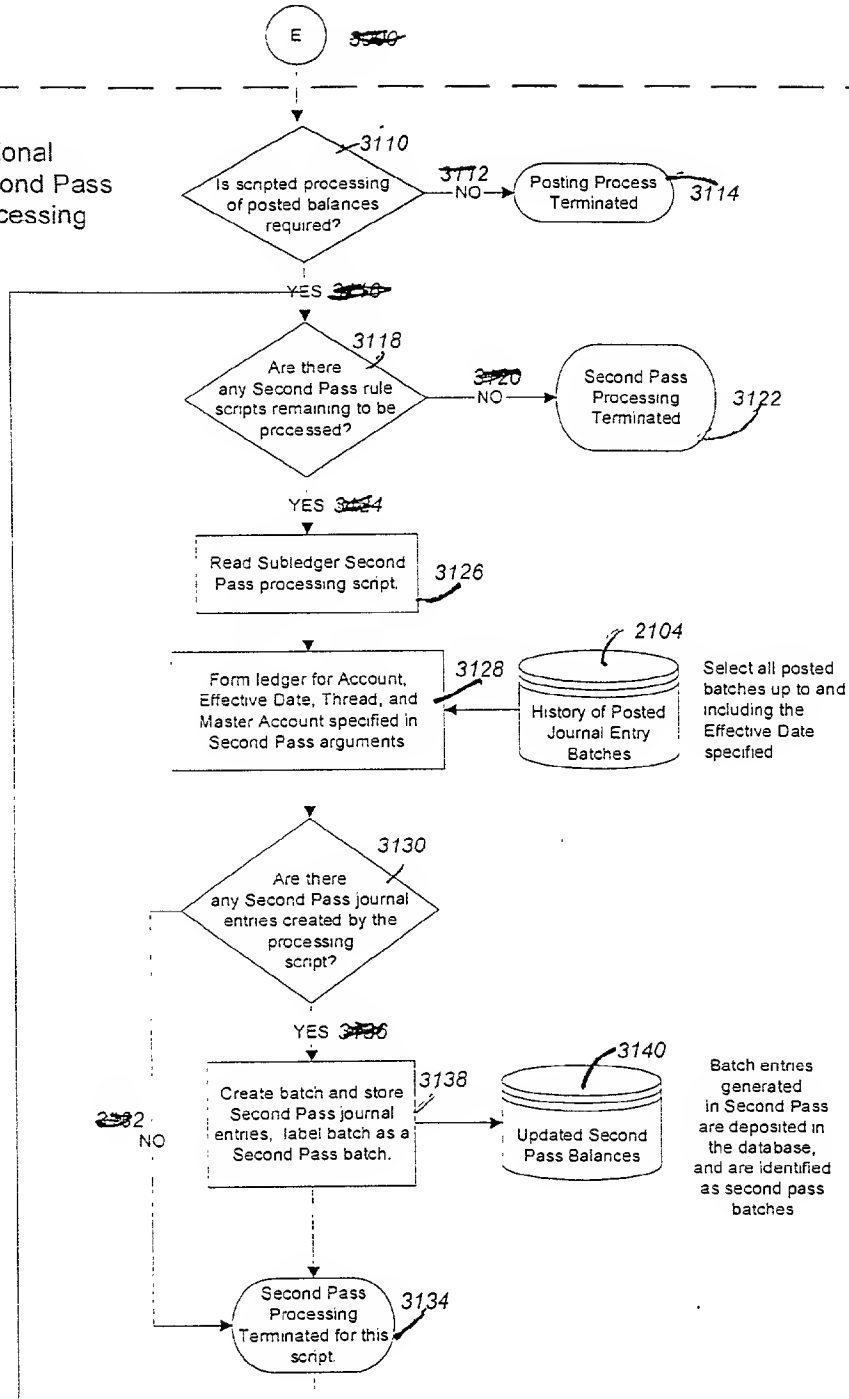 E
onal
ond Pass
cessing
3110
Is scripted processing
of posted balances
required?
3112
NO
Posting Process
Terminated
3114
YES
3118
Are there
any Second Pass rule
scripts remaining to be
processed?
3120
NO
Second Pass
Processing
Terminated
3122
YES 3124
Read Subledger Second
Pass processing script.
3126
Form ledger for Account,
Effective Date, Thread, and
Master Account specified in
Second Pass arguments
3128
2104
History of Posted
Journal Entry
Batches
Select all posted
batches up to and
including the
Effective Date
specified
3130
Are there
any Second Pass journal
entries created by the
processing
script?
YES 3136
3132
NO
Create batch and store
Second Pass journal
entries, label batch as a
Second Pass batch.
3138
3140
Updated Second
Pass Balances
Batch entries
generated
in Second Pass
are deposited in
the database,
and are identified
as second pass
batches
Second Pass
Processing
Terminated for this
script.
3134